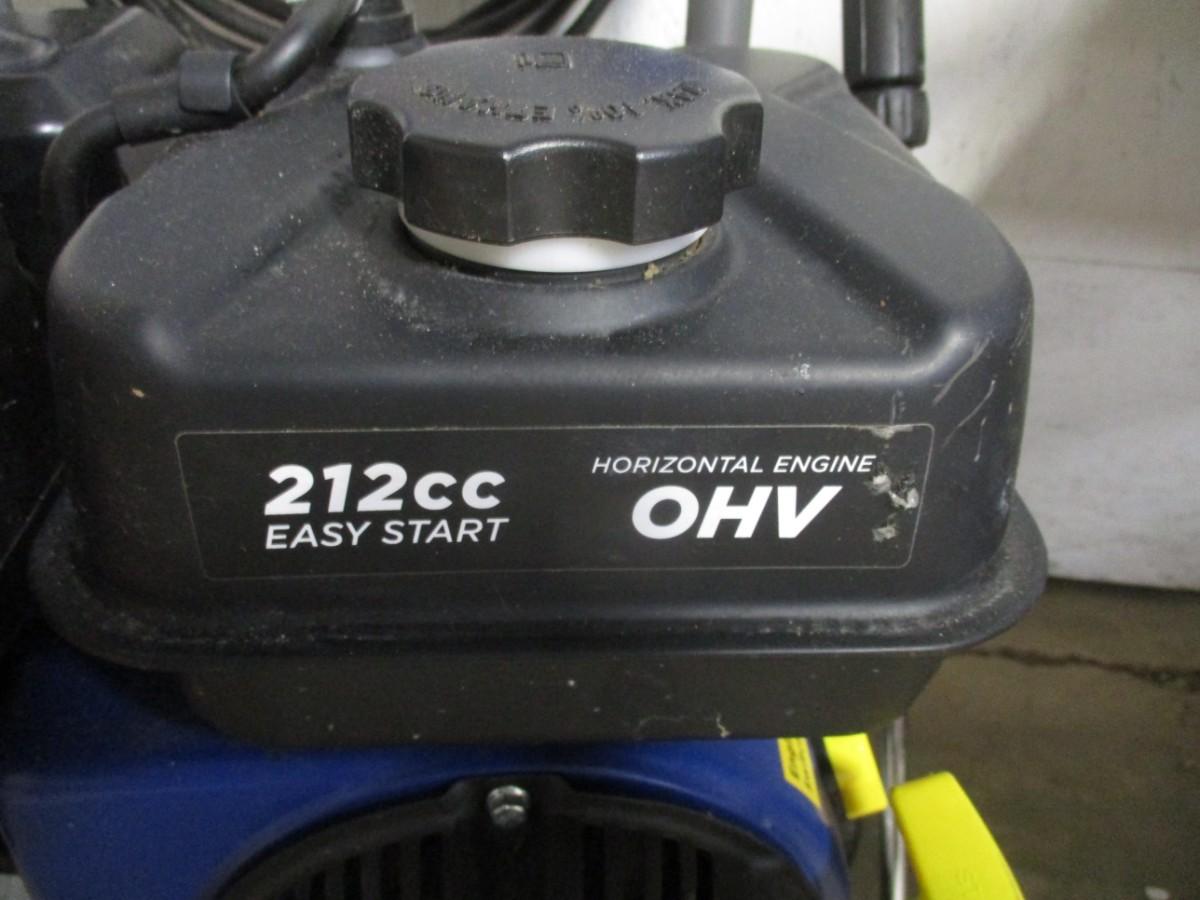 212cc
EASY START
HORIZONTAL ENGINE
OHV